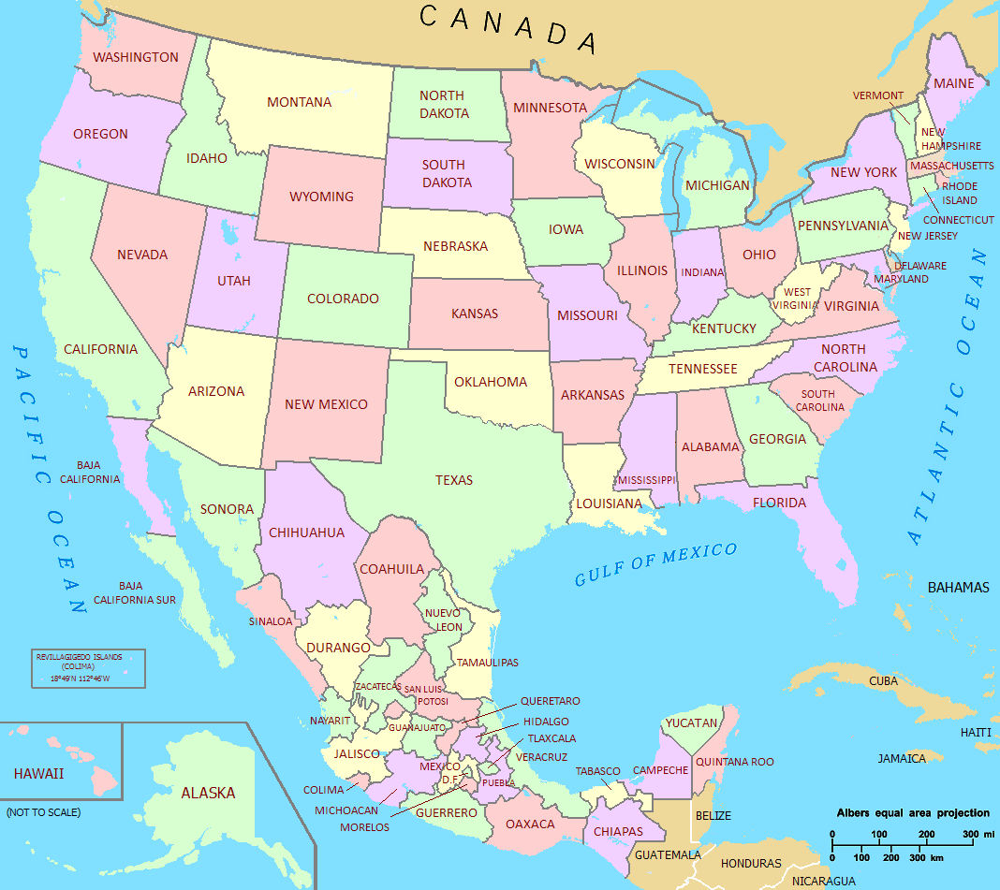 CANADA
WASHINGTON
MONTANA
NORTH
DAKOTA
MINNESOTA
MAINE
VERMONT
OREGON
IDAHO
NEW
HAMPSHIRE
SOUTH
DAKOTA
WISCONSIN
MICHIGAN
NEW YORK
MASSACHUSETTS
RHODE
ISLAND
CONNECTICUT
WYOMING
IOWA
PENNSYLVANIA
NEW JERSEY
NEBRASKA
NEVADA
UTAH
COLORADO
ILLINOIS
INDIANA
OHIO
DELAWARE
MARYLAND
WEST
VIRGINIA
VIRGINIA
KANSAS
MISSOURI
KENTUCKY
CALIFORNIA
NORTH
CAROLINA
TENNESSEE
OKLAHOMA
ARKANSAS
SOUTH
CAROLINA
ARIZONA
NEW MEXICO
GEORGIA
ALABAMA
MISSISSIPPI
TEXAS
LOUISIANA
FLORIDA
PACIFIC OCEAN
ATLANTIC OCEAN
GULF OF MEXICO
BAJA
CALIFORNIA
SONORA
CHIHUAHUA
COAHUILA
BAJA
CALIFORNIA SUR
SINALOA
NUEVO
LEON
DURANGO
TAMAULIPAS
BAHAMAS
REVILLAGIGEDO ISLANDS
(COLIMA)
18°49'N 112°46'W
ZACATECAS
SAN LUIS
POTOSI
CUBA
QUERETARO
NAYARIT
GUANAJUATO
HIDALGO
TLAXCALA
YUCATAN
HAITI
JALISCO
VERACRUZ
JAMAICA
MEXICO
D.F.
PUEBLA
TABASCO
CAMPECHE
QUINTANA ROO
COLIMA
MICHOACAN
MORELOS
GUERRERO
OAXACA
CHIAPAS
BELIZE
GUATEMALA
HONDURAS
NICARAGUA
HAWAII
(NOT TO SCALE)
ALASKA
Albers equal area projection
0 100 200 300 mi
0 100 200 300 km